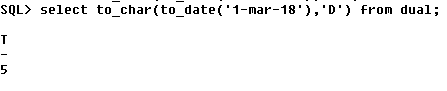 SQL> select to_char(to_date('1-mar-18'),'D') from dual;
T
-
5